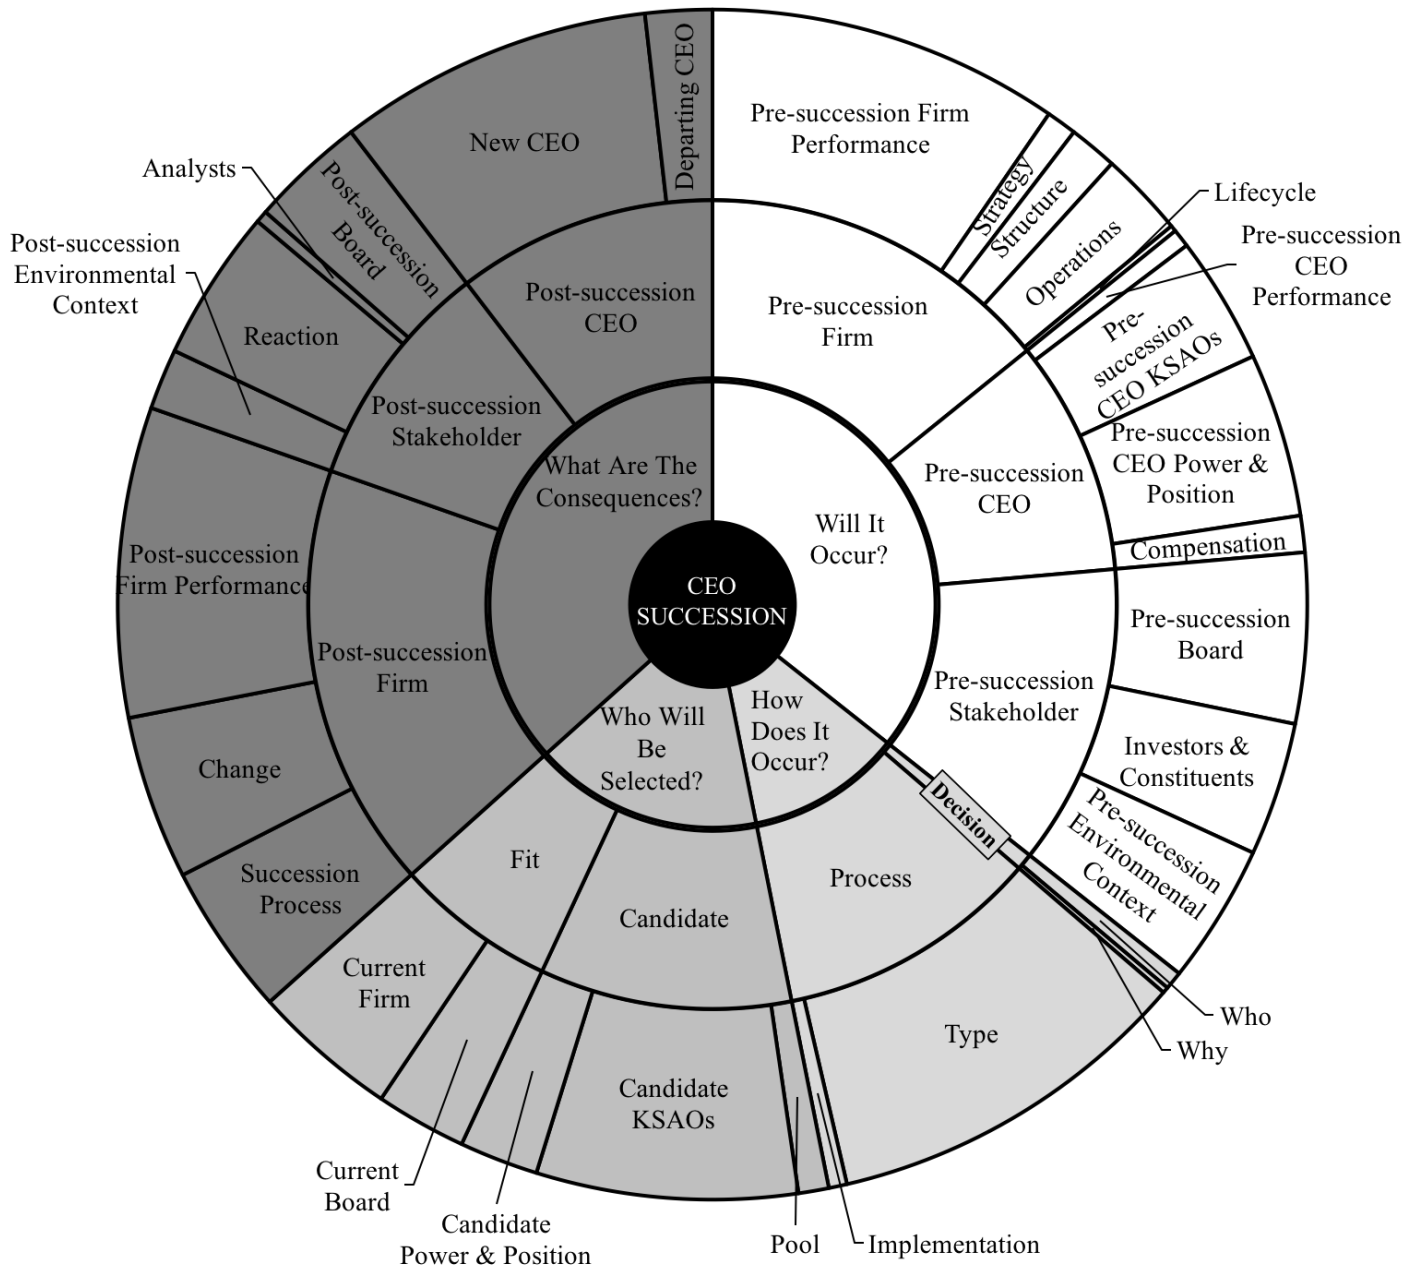 CEO
SUCCESSION
Will It
Occur?
How
Does It
Occur?
Who Will
Be
Selected?
What Are The
Consequences?
Pre-succession
Firm
Pre-succession
CEO
Pre-succession
Stakeholder
Decision
Process
Candidate
Fit
Post-succession
Firm
Post-succession
Stakeholder
Post-succession
CEO
Pre-succession Firm
Performance
Strategy
Structure
Operations
Lifecycle
Pre-succession
CEO
Performance
Pre-
succession
CEO KSAOs
Pre-succession
CEO Power &
Position
Compensation
Pre-succession
Board
Investors &
Constituents
Pre-succession
Environmental
Context
Who
Why
Type
Implementation
Pool
Candidate
KSAOs
Candidate
Power & Position
Current
Board
Current
Firm
Succession
Process
Change
Post-succession
Firm Performance
Post-succession
Environmental
Context
Reaction
Analysts
Post-succession
Board
New CEO
Departing CEO